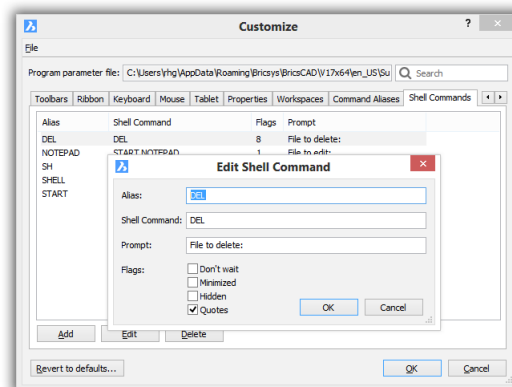 Customize
?
File
Program parameter file: C:\Users\rhg\AppData\Roaming\Bricsys\BricsCAD\V17x64\en_US\Su Search
Toolbars Ribbon Keyboard Mouse Tablet Properties Workspaces Command Aliases Shell Commands
Alias Shell Command Flags Prompt
DEL DEL 8 File to delete:
NOTEPAD START NOTEPAD 1 File to edit:
SH
SHELL
START
Edit Shell Command
Alias: DEL
Shell Command: DEL
Prompt: File to delete:
Flags: Don't wait
Minimized
Hidden
Quotes
OK Cancel
Add Edit Delete
Revert to defaults... OK Cancel